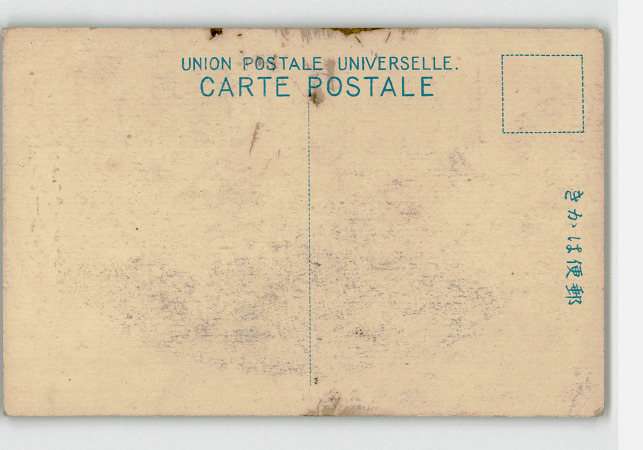 UNION POSTALE UNIVERSELLE.
CARTE POSTALE
きかは便郵